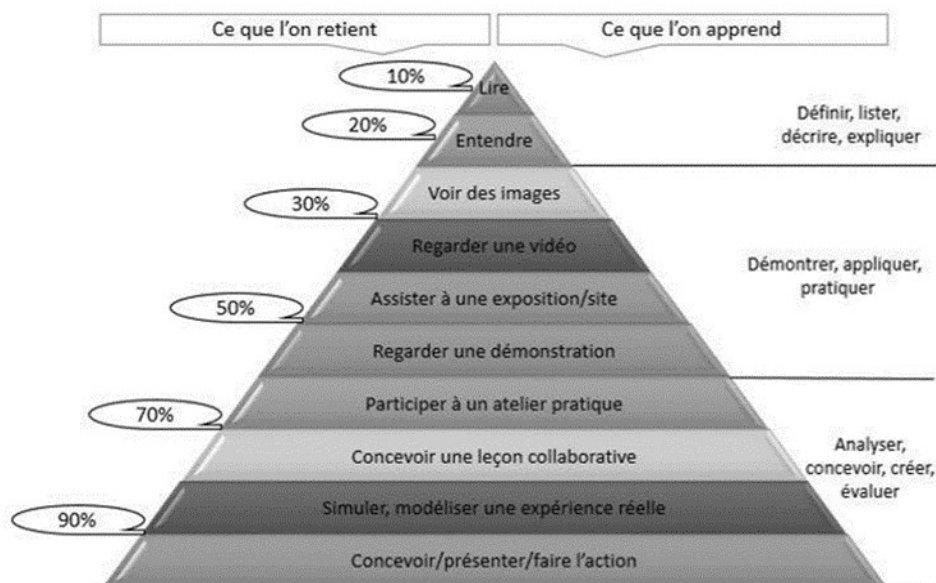 Ce que l'on retient
Ce que l'on apprend
10%
Lire
20%
Entendre
Définir, lister,
décrire, expliquer
30%
Voir des images
Regarder une vidéo
50%
Assister à une exposition/site
Regarder une démonstration
Démontrer, appliquer,
pratiquer
70%
Participer à un atelier pratique
Concevoir une leçon collaborative
90%
Simuler, modéliser une expérience réelle
Concevoir/présenter/faire l'action
Analyser,
concevoir, créer,
évaluer